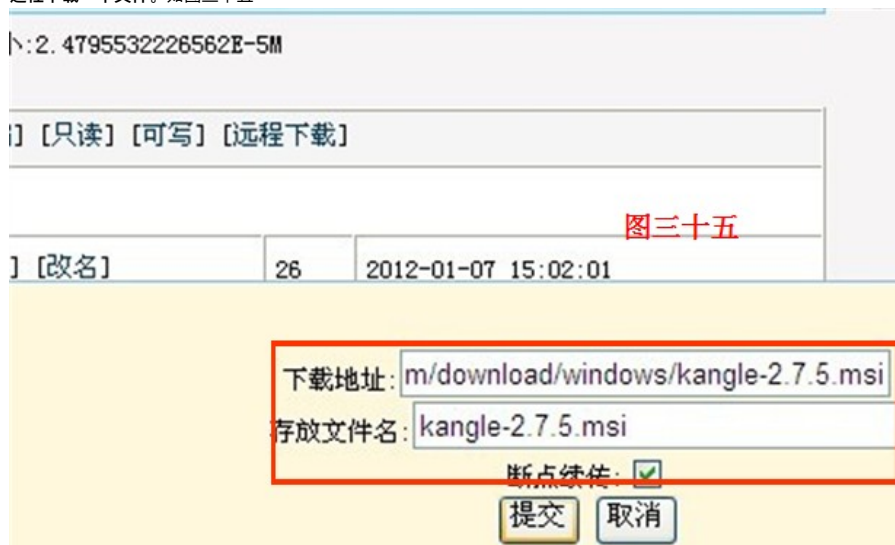 小:2.4795532226562E-5M
] [只读] [可写] [远程下载]
图三十五
] [改名] 26 2012-01-07 15:02:01
下载地址: m/download/windows/kangle-2.7.5.msi
存放文件名: kangle-2.7.5.msi
断点续传:
提交 取消